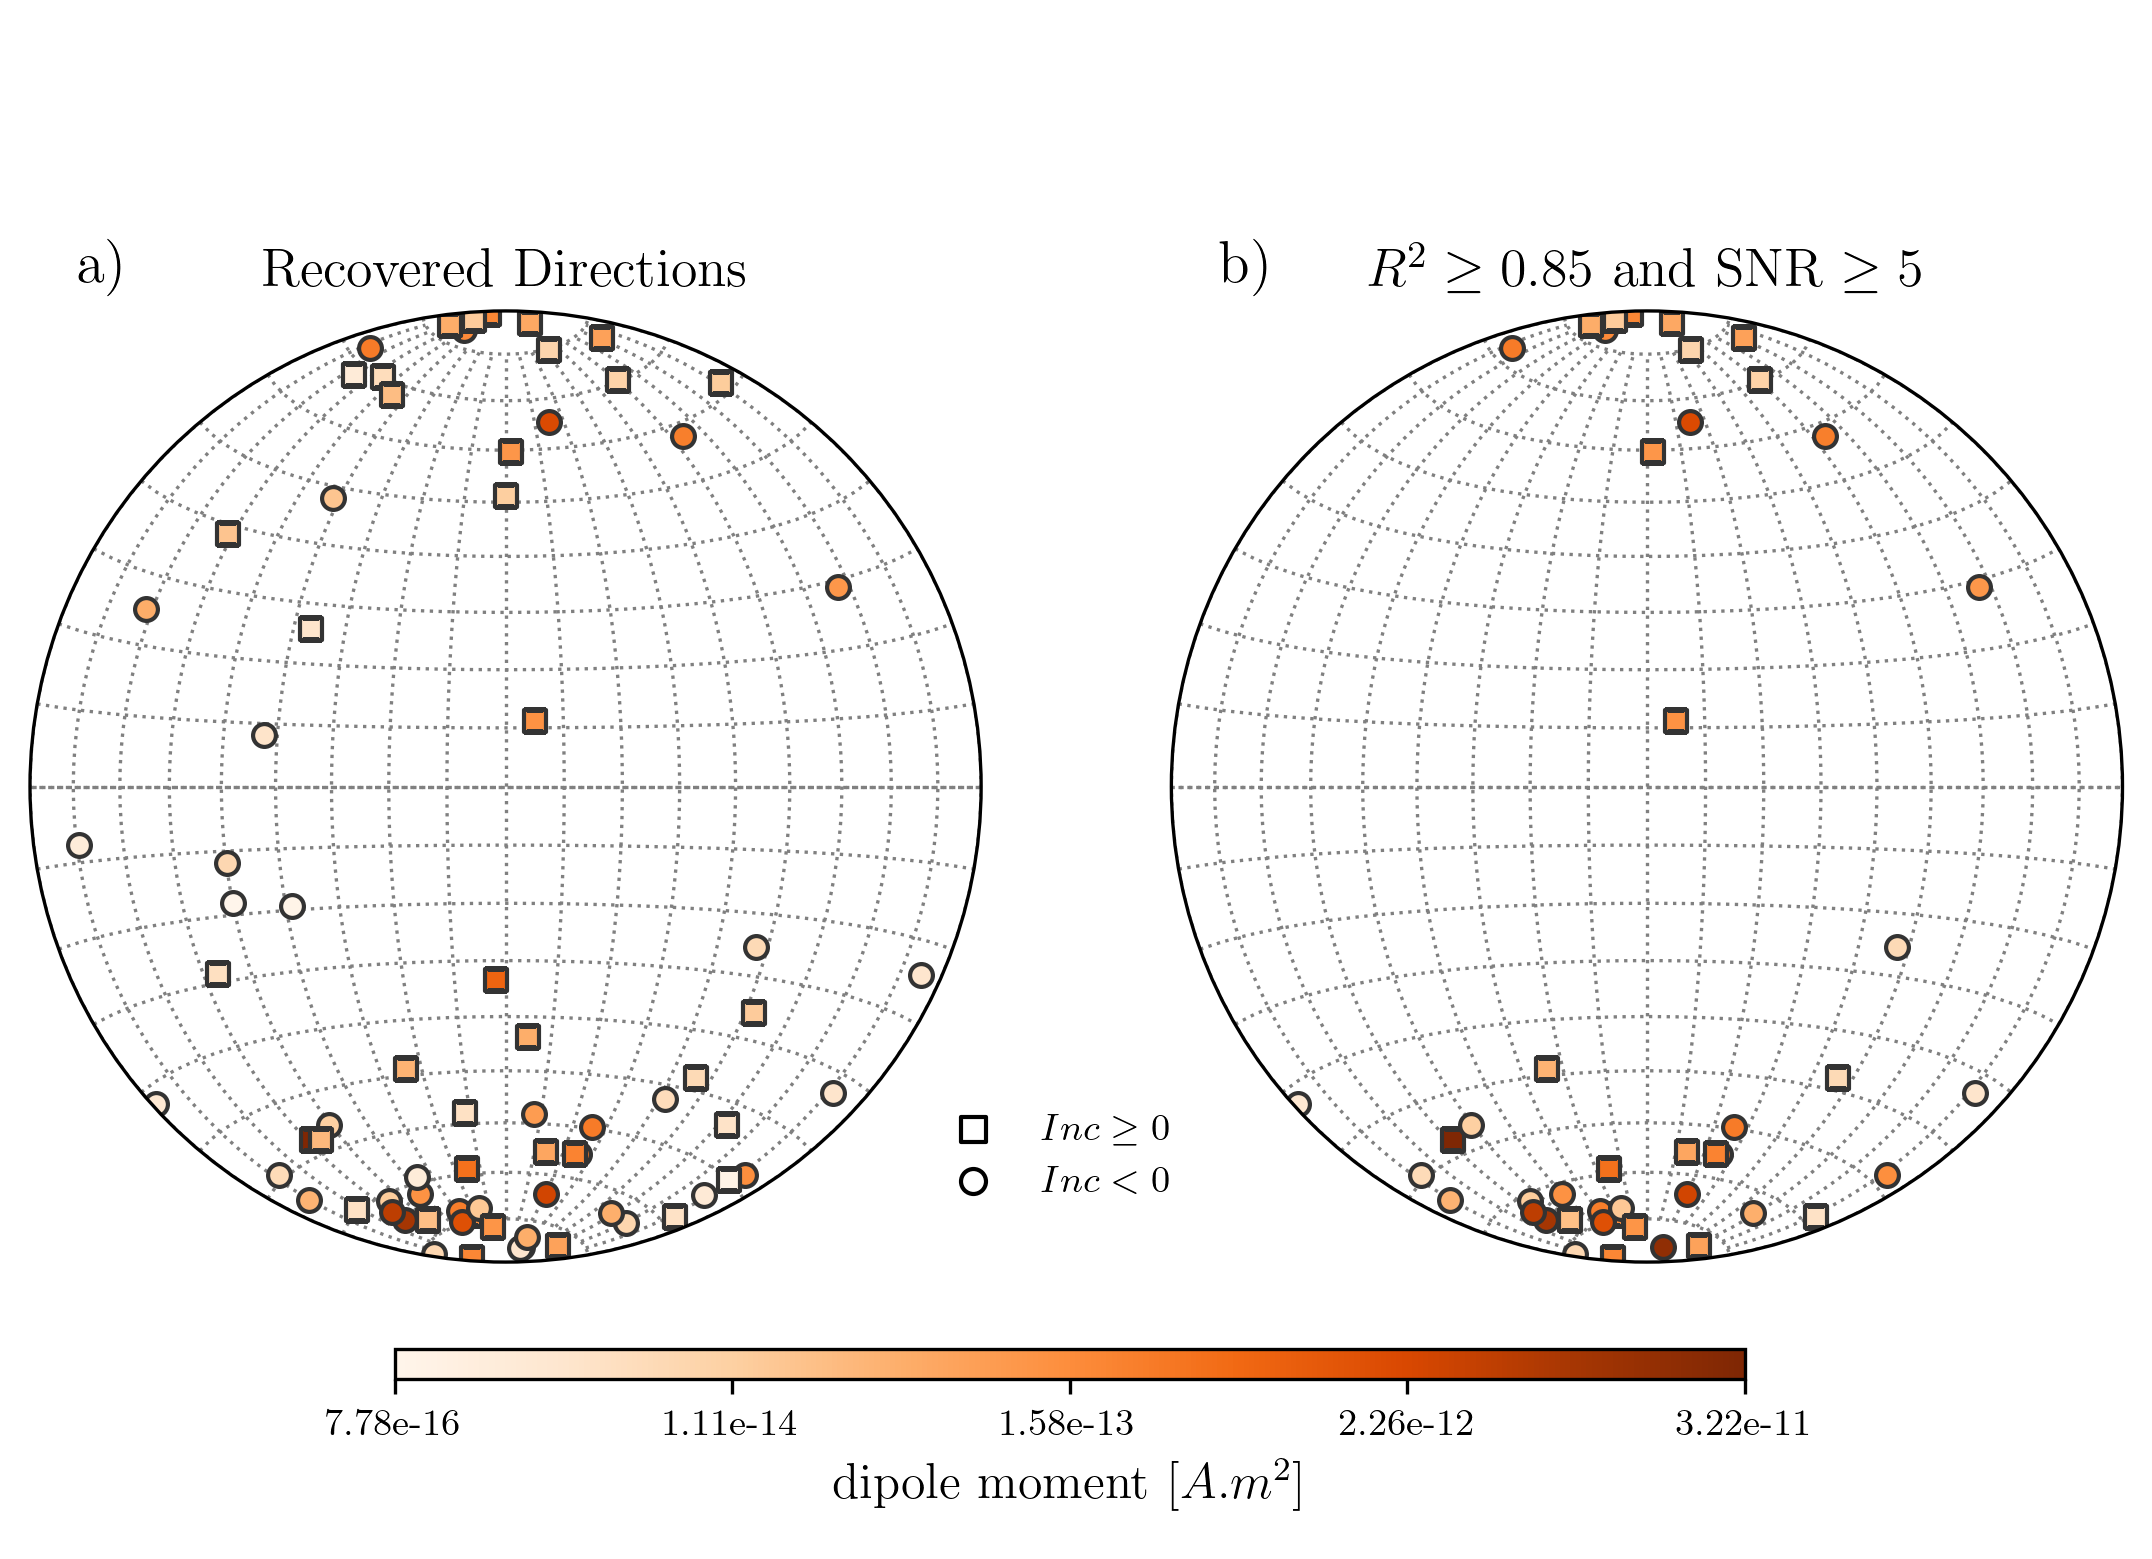 a)
Recovered Directions
b)
R² ≥ 0.85 and SNR ≥ 5
Inc ≥ 0
Inc < 0
7.78e-16
1.11e-14
1.58e-13
2.26e-12
3.22e-11
dipole moment [A.m²]